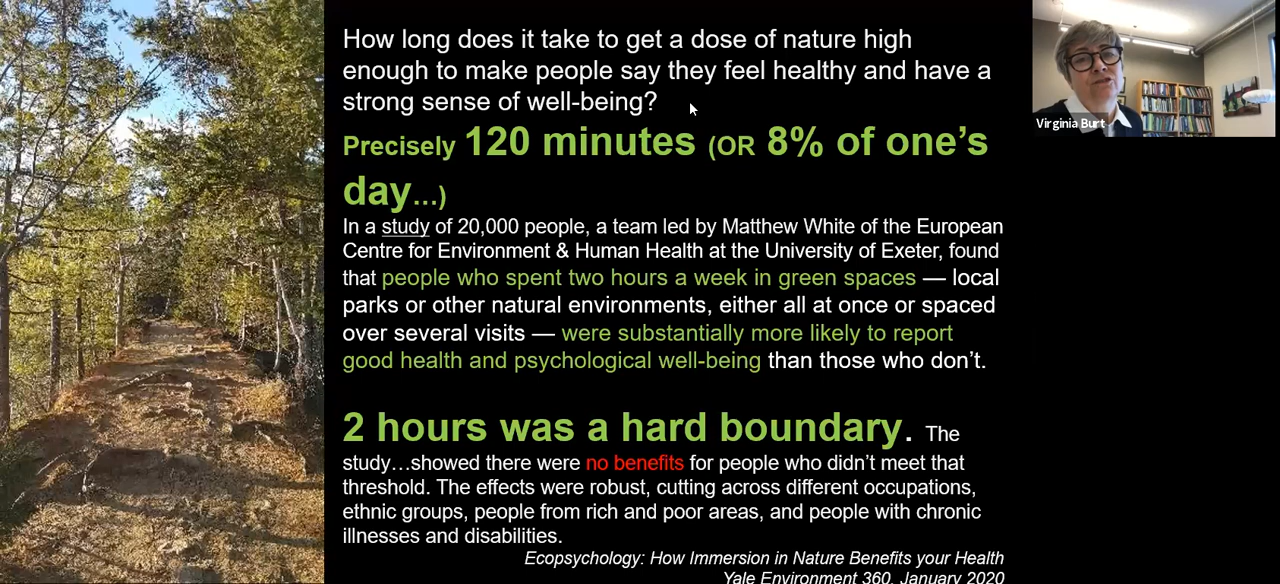 How long does it take to get a dose of nature high
enough to make people say they feel healthy and have a
strong sense of well-being?
Precisely 120 minutes (OR 8% of one’s
day...)
In a study of 20,000 people, a team led by Matthew White of the European
Centre for Environment & Human Health at the University of Exeter, found
that people who spent two hours a week in green spaces — local
parks or other natural environments, either all at once or spaced
over several visits — were substantially more likely to report
good health and psychological well-being than those who don’t.
2 hours was a hard boundary. The
study…showed there were no benefits for people who didn’t meet that
threshold. The effects were robust, cutting across different occupations,
ethnic groups, people from rich and poor areas, and people with chronic
illnesses and disabilities.
Ecopsychology: How Immersion in Nature Benefits your Health
Yale Environment 360, January 2020
Virginia Burt